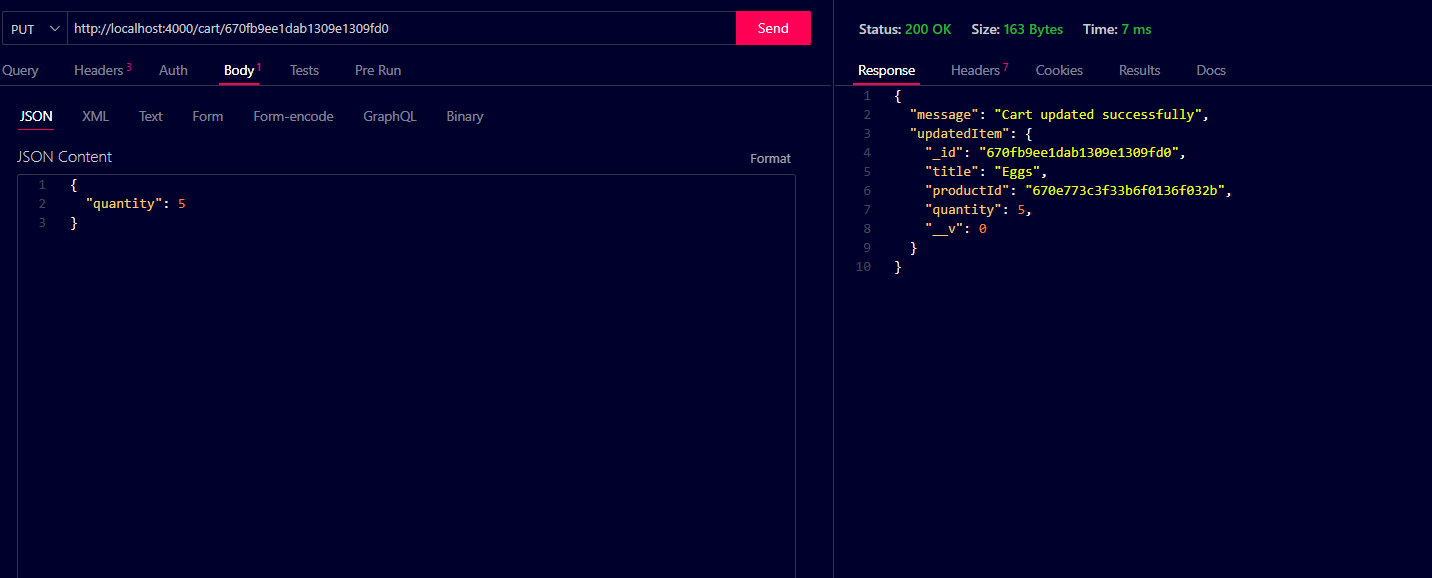 PUT http://localhost:4000/cart/670fb9ee1dab1309e1309fd0 Send
Query Headers 3 Auth Body 1 Tests Pre Run
JSON XML Text Form Form-encode GraphQL Binary
JSON Content Format
1 {
2 "quantity": 5
3 }
Status: 200 OK Size: 163 Bytes Time: 7 ms
Response Headers 7 Cookies Results Docs
1 {
2 "message": "Cart updated successfully",
3 "updatedItem": {
4 "_id": "670fb9ee1dab1309e1309fd0",
5 "title": "Eggs",
6 "productId": "670e773c3f33b6f0136f032b",
7 "quantity": 5,
8 "__v": 0
9 }
10 }